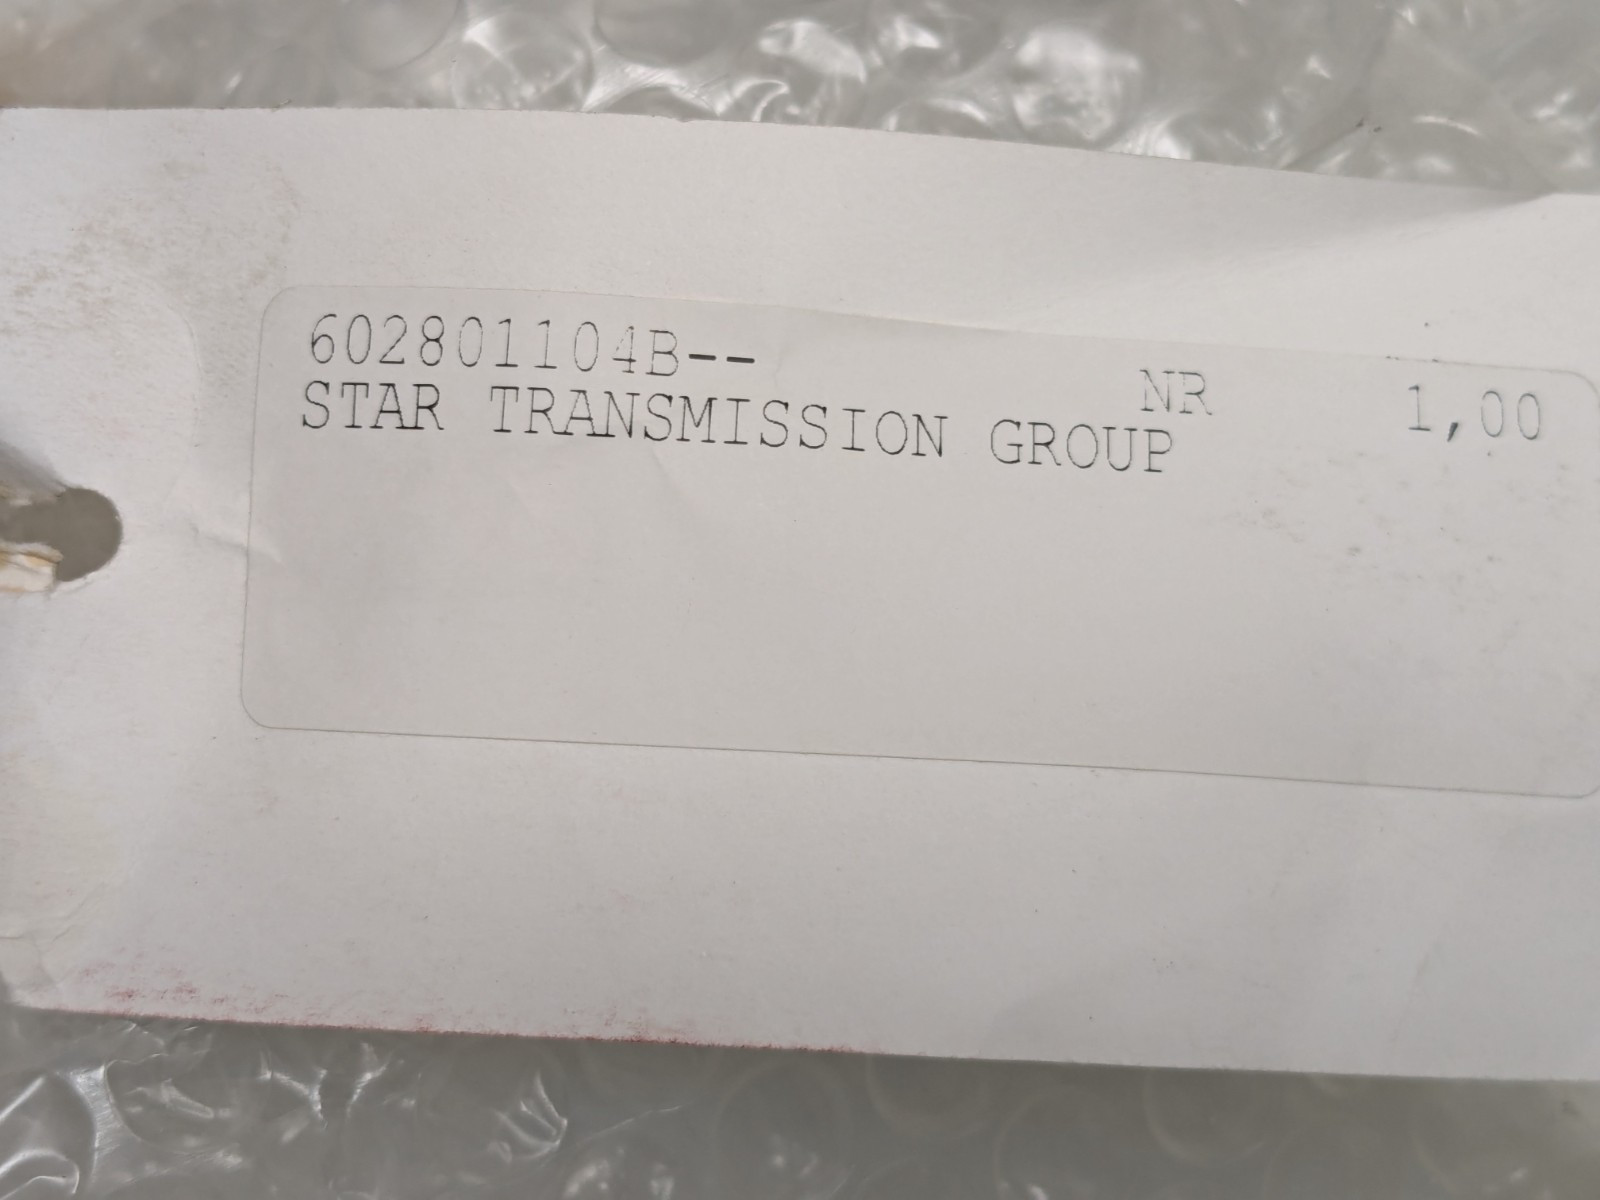 602801104B-- NR 1,00
STAR TRANSMISSION GROUP